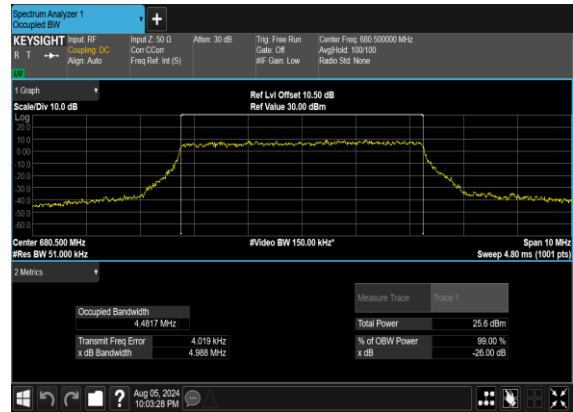 Spectrum Analyzer 1
Occupied BW
+
KEYSIGHT Input: RF Input Z: 50 Ω Atten: 30 dB Trig: Free Run Center Freq: 680.500000 MHz
R T Coupling: DC Corr CCorr Gate: Off Avg|Hold: 100/100
Align: Auto Freq Ref: Int (S) #IF Gain: Low Radio Std: None
LU
1 Graph
Ref Lvl Offset 10.50 dB
Scale/Div 10.0 dB Ref Value 30.00 dBm
Log
20.0
10.0
0.00
-10.0
-20.0
-30.0
-40.0
-50.0
-60.0
Center 680.500 MHz #Video BW 150.00 kHz* Span 10 MHz
#Res BW 51.000 kHz Sweep 4.80 ms (1001 pts)
2 Metrics
Measure Trace Trace 1
Occupied Bandwidth
4.4817 MHz Total Power 25.6 dBm
Transmit Freq Error 4.019 kHz % of OBW Power 99.00 %
x dB Bandwidth 4.988 MHz x dB -26.00 dB
? Aug 05, 2024
10:03:28 PM